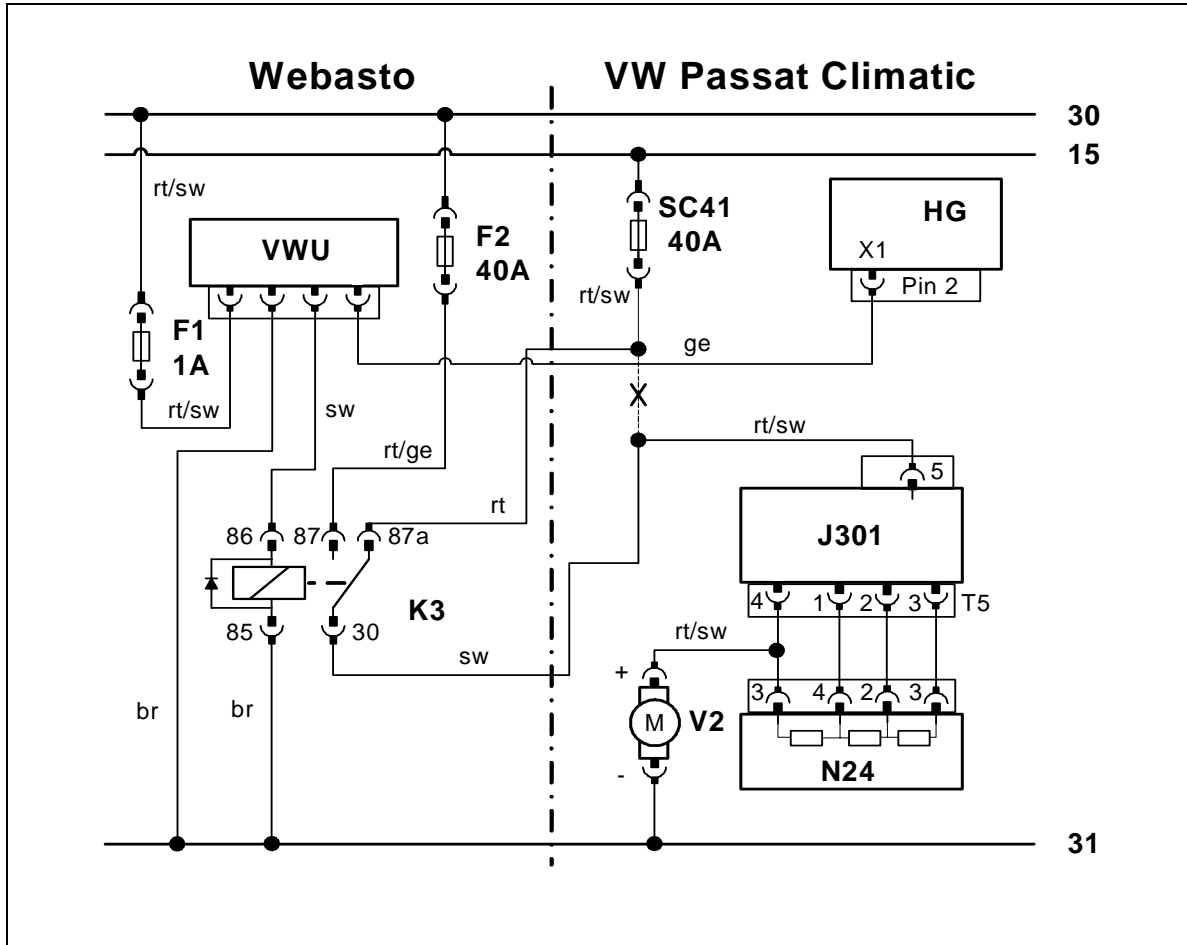 Webasto
VW Passat Climatic
30
15
rt/sw
VWU
F2
40A
SC41
40A
HG
X1
Pin 2
rt/sw
F1
1A
ge
rt/sw
sw
rt/ge
rt/sw
rt
5
J301
86
87
87a
K3
4
1
2
3
T5
85
30
rt/sw
sw
+
3
4
2
3
M
V2
br
br
-
N24
31